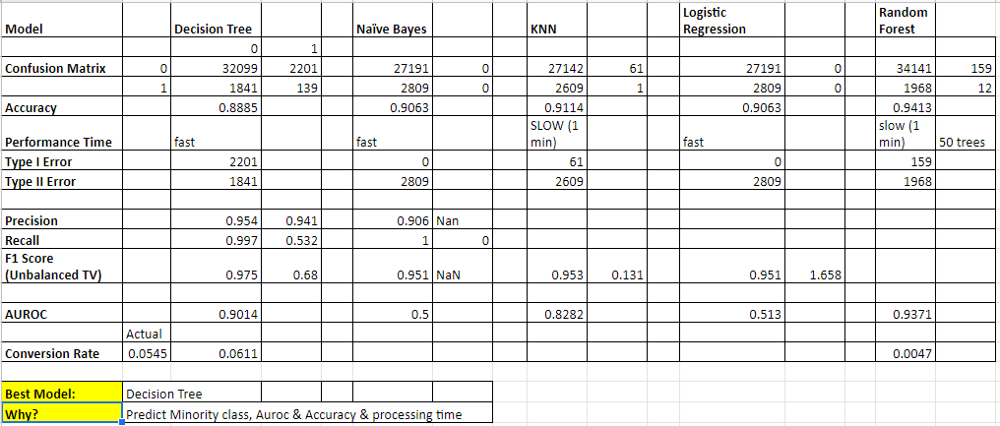 Model Decision Tree Naïve Bayes KNN Logistic Regression Random Forest
0 1
Confusion Matrix 0 32099 2201 27191 0 27142 61 27191 0 34141 159
1 1841 139 2809 0 2609 1 2809 0 1968 12
Accuracy 0.8885 0.9063 0.9114 0.9063 0.9413
Performance Time fast fast SLOW (1 min) fast slow (1 min) 50 trees
Type I Error 2201 0 61 0 159
Type II Error 1841 2809 2609 2809 1968
Precision 0.954 0.941 0.906 Nan
Recall 0.997 0.532 1 0
F1 Score (Unbalanced TV) 0.975 0.68 0.951 NaN 0.953 0.131 0.951 1.658
AUROC 0.9014 0.5 0.8282 0.513 0.9371
Actual
Conversion Rate 0.0545 0.0611 0.0047
Best Model: Decision Tree
Why? Predict Minority class, Auroc & Accuracy & processing time